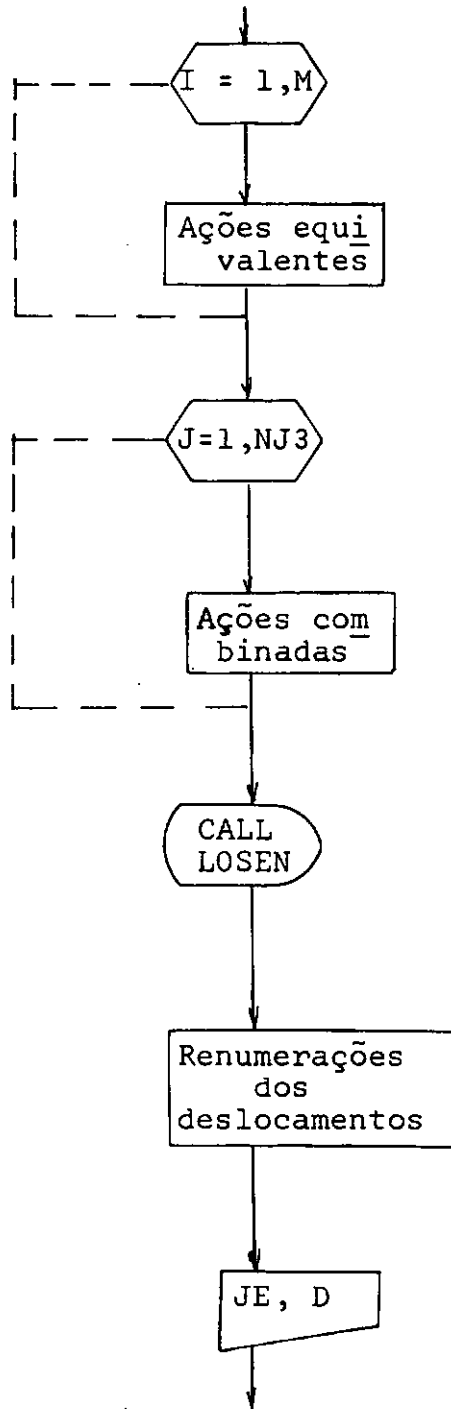 I = 1,M
Ações equi
valentes
J=1,NJ3
Ações com
binadas
CALL
LOSEN
Renumerações
dos
deslocamentos
JE, D